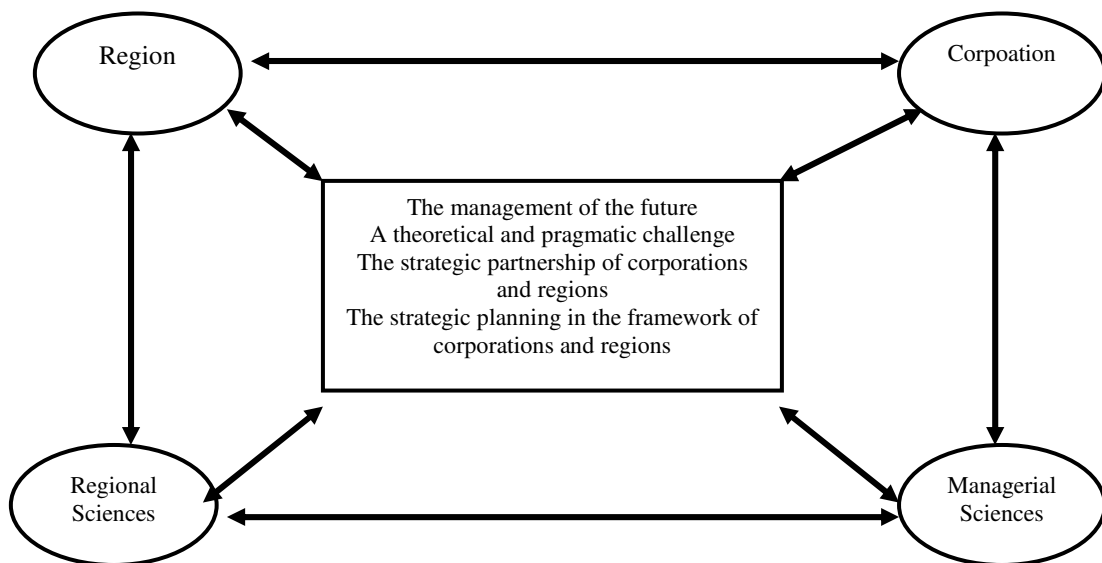 Region
Corpoation
The management of the future
A theoretical and pragmatic challenge
The strategic partnership of corporations
and regions
The strategic planning in the framework of
corporations and regions
Regional
Sciences
Managerial
Sciences